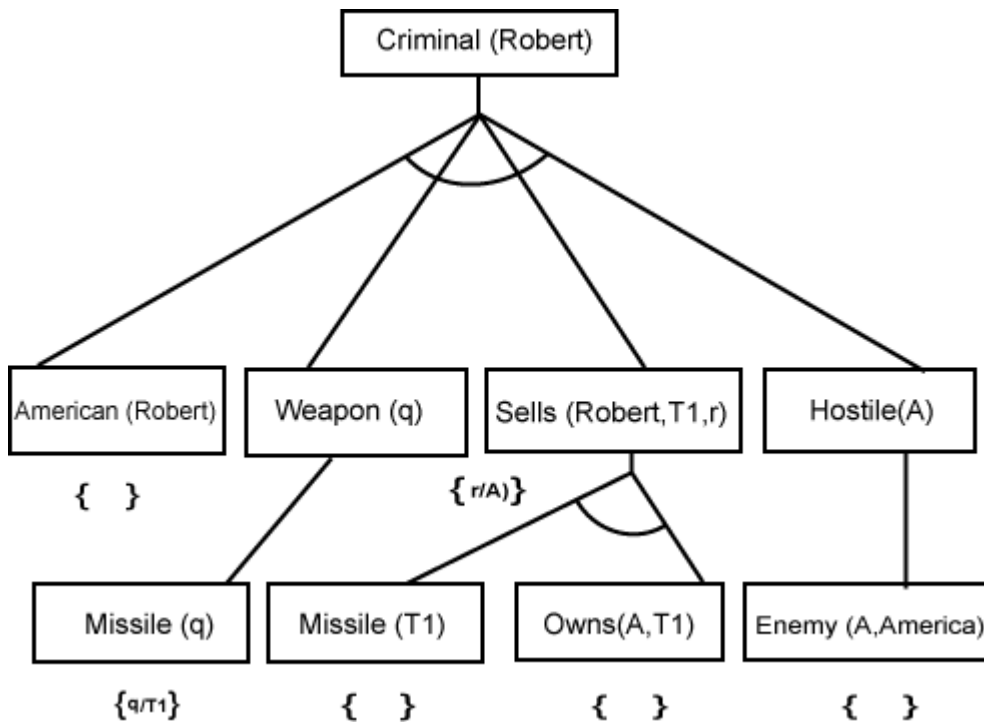 Criminal (Robert)
American (Robert)
Weapon (q)
Sells (Robert,T1,r)
Hostile(A)
{ }
{ r/A)}
Missile (q)
Missile (T1)
Owns(A,T1)
Enemy (A,America)
{q/T1}
{ }
{ }
{ }